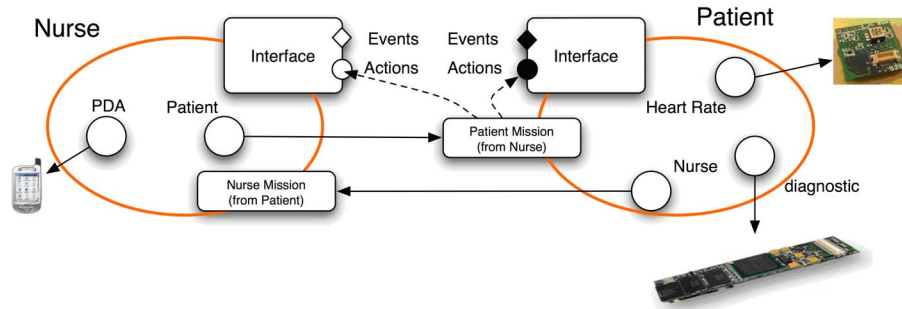 Nurse
Patient
Interface
Events
Actions
Events
Actions
Interface
PDA
Patient
Heart Rate
Patient Mission
(from Nurse)
Nurse Mission
(from Patient)
Nurse
diagnostic